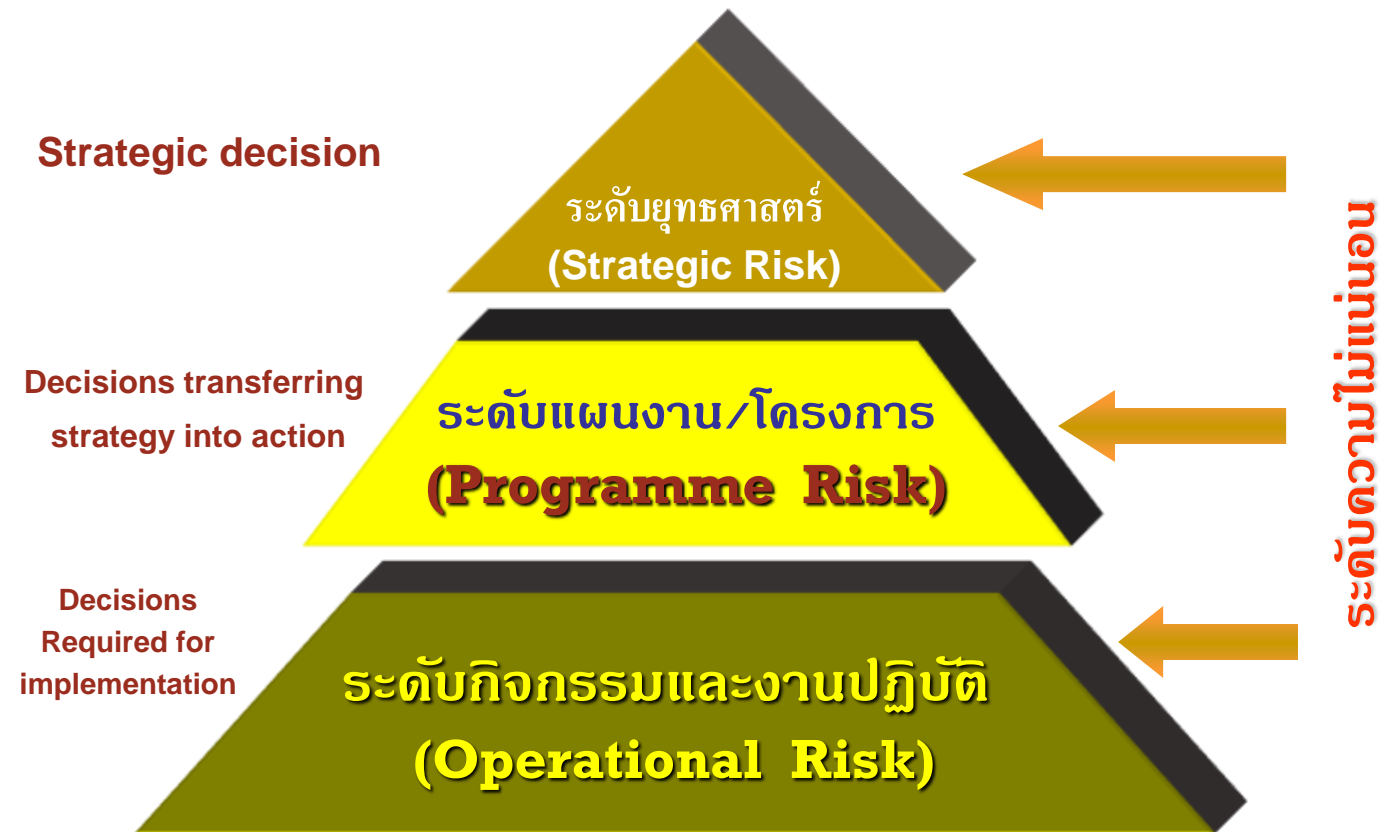 Strategic decision
ระดับยุทธศาสตร์
(Strategic Risk)
Decisions transferring
strategy into action
ระดับแผนงาน/โครงการ
(Programme Risk)
Decisions
Required for
implementation
ระดับกิจกรรมและงานปฏิบัติ
(Operational Risk)
ระดับความไม่แน่นอน